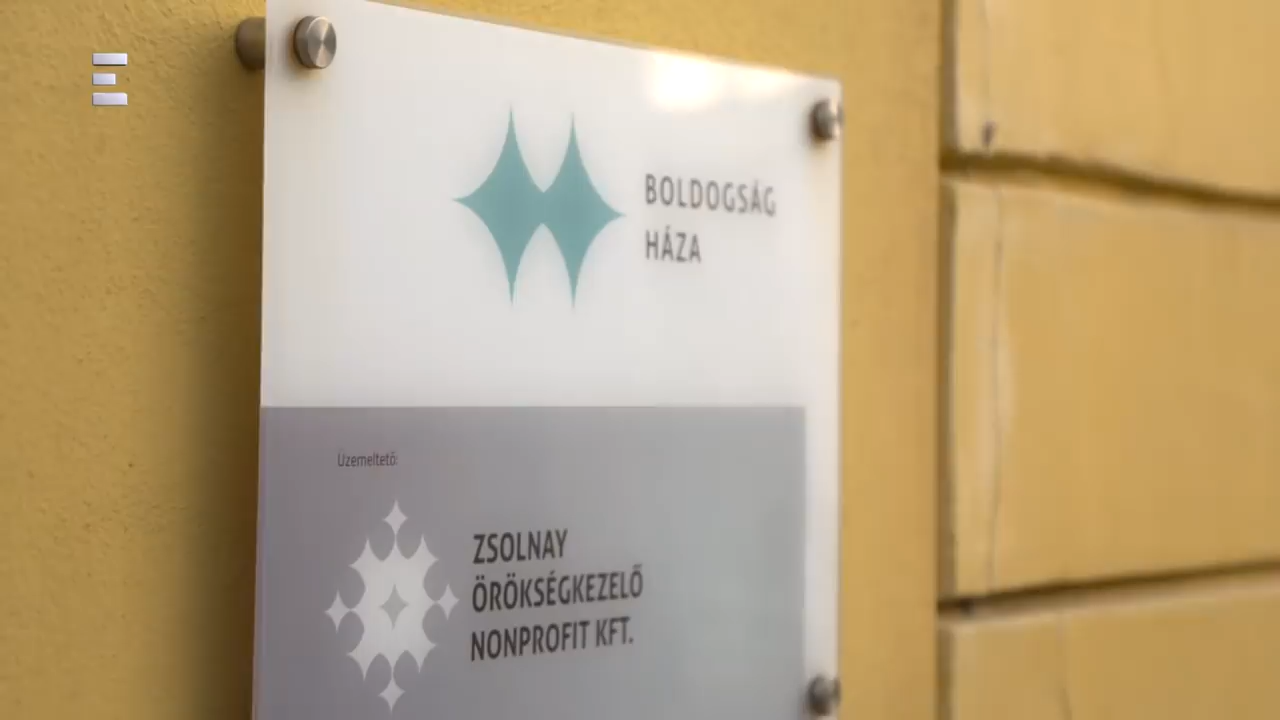 BOLDOGSÁG
HÁZA
Üzemeltető:
ZSOLNAY
ÖRÖKSÉGKEZELŐ
NONPROFIT KFT.